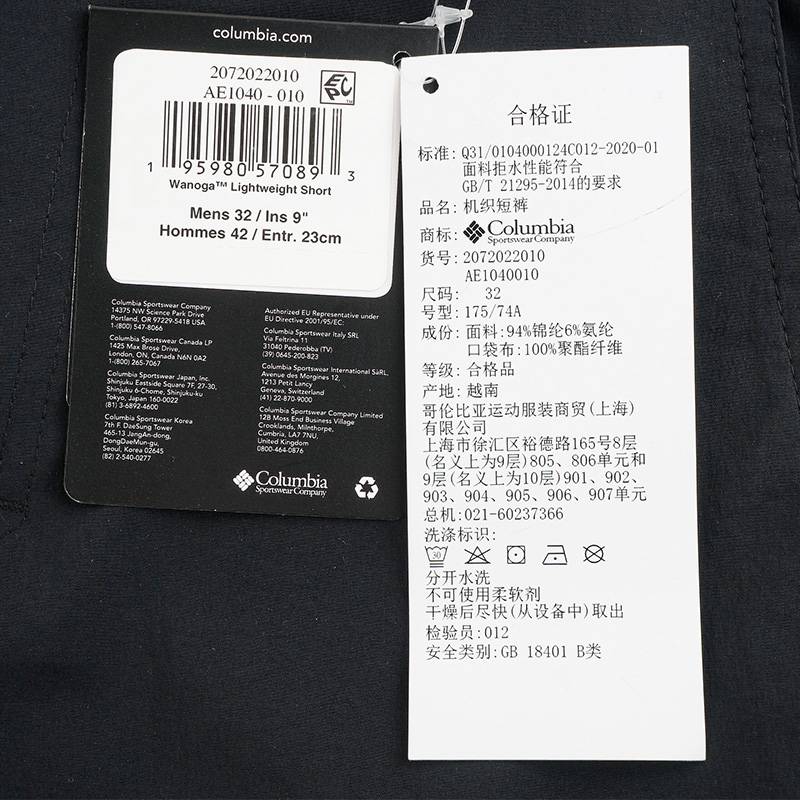 columbia.com
2072022010
AE1040 - 010
EPC™
1 95980 57089 3
Wanoga™ Lightweight Short
Mens 32 / Ins 9"
Hommes 42 / Entr. 23cm
Columbia Sportswear Company
14375 NW Science Park Drive
Portland, OR 97229-5418 USA
1-(800) 547-8066
Columbia Sportswear Canada LP
1425 Max Brose Drive,
London, ON, Canada N6N 0A2
1-(800) 265-7067
Columbia Sportswear Japan, Inc.
Shinjuku Eastside Square 7F, 27-30,
Shinjuku 6-Chome, Shinjuku-ku
Tokyo, Japan 160-0022
(81) 3-6892-4600
Columbia Sportswear Korea
7th F. DaeSung Tower
465-13 JangAn-dong,
DongDaeMun-gu,
Seoul, Korea
(82) 2-540-0277
Authorized EU Representative under
EU Directive 2001/95/EC:
Columbia Sportswear Italy SRL
Via Feltrina 11
31040 Pederobba (TV)
(39) 0645-200-823
Columbia Sportswear International SàRL,
Avenue des Morgines 12,
1213 Petit Lancy
Geneva, Switzerland
(41) 22-870-9000
Columbia Sportswear Company Limited
12B Moss End Business Village
Crooklands, Milnthorpe,
Cumbria, LA7 7NU,
United Kingdom
0800-464-0876
Columbia
Sportswear Company
合格证
标准: Q31/0104000124C012-2020-01
面料拒水性能符合
GB/T 21295-2014的要求
品名: 机织短裤
商标: Columbia
Sportswear Company
货号: 2072022010
AE1040010
尺码: 32
号型: 175/74A
成份: 面料:94%锦纶6%氨纶
口袋布:100%聚酯纤维
等级: 合格品
产地: 越南
哥伦比亚运动服装商贸(上海)
有限公司
上海市徐汇区裕德路165号8层
(名义上为9层)805、806单元和
9层(名义上为10层)901、902、
903、904、905、906、907单元
总机:021-60237366
洗涤标识:
30
分开水洗
不可使用柔软剂
干燥后尽快(从设备中)取出
检验员:012
安全类别:GB 18401 B类